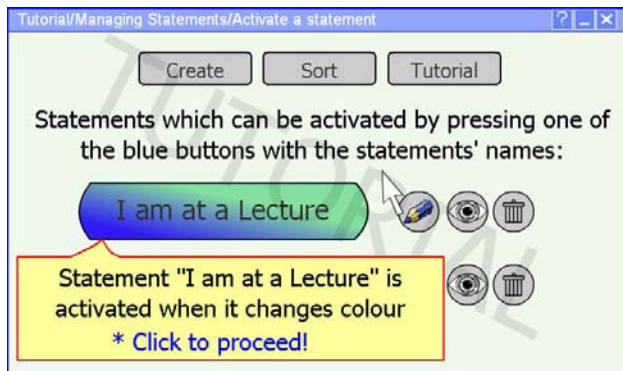 Tutorial/Managing Statements/Activate a statement
Create Sort Tutorial
Statements which can be activated by pressing one of
the blue buttons with the statements' names:
I am at a Lecture
Statement "I am at a Lecture" is
activated when it changes colour
* Click to proceed!
TUTORIAL